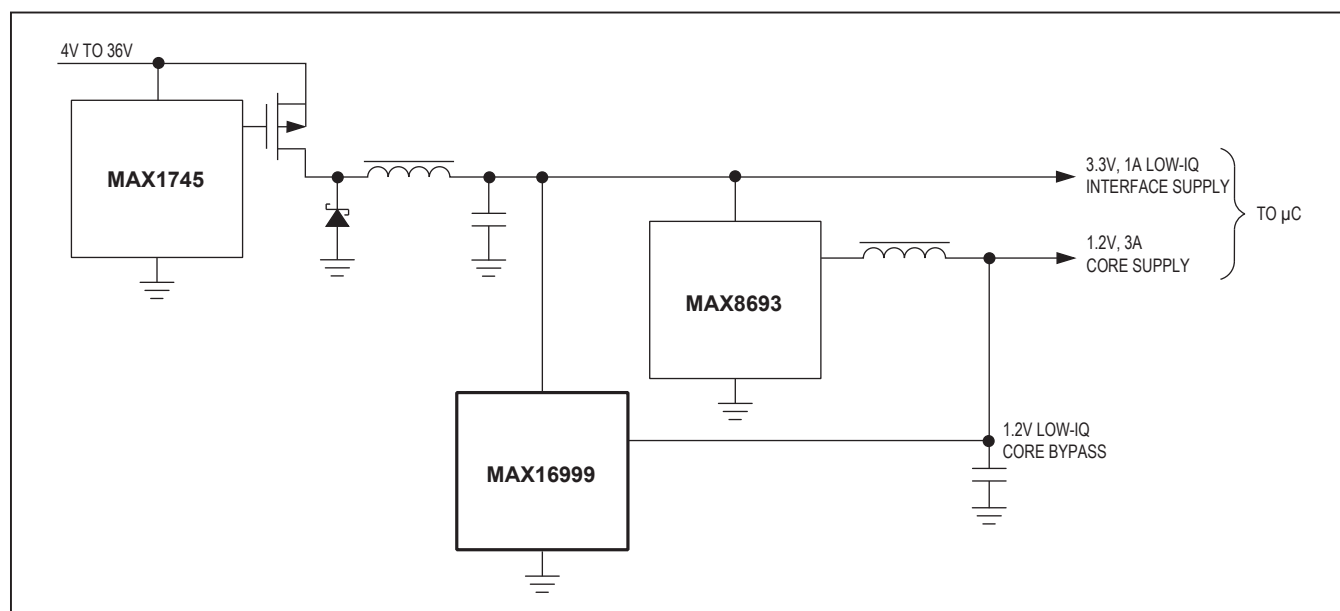 4V TO 36V
MAX1745
3.3V, 1A LOW-IQ
INTERFACE SUPPLY
TO µC
1.2V, 3A
CORE SUPPLY
MAX8693
1.2V LOW-IQ
CORE BYPASS
MAX16999